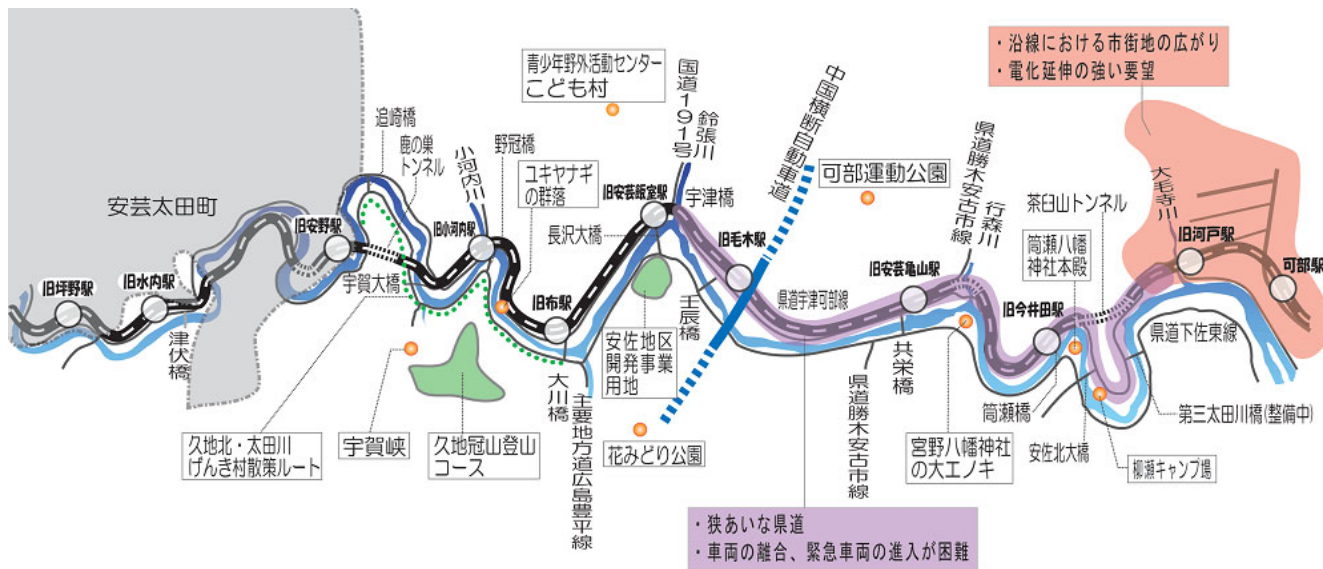 ・沿線における市街地の広がり
・電化延伸の強い要望
青少年野外活動センター
こども村
国道191号
鈴張川
中国横断自動車道
追崎橋
鹿の巣
トンネル
小河内川
野冠橋
ユキヤナギ
の群落
可部運動公園
県道勝木安古市線
行森川
茶臼山トンネル
大毛寺川
安芸太田町
旧安芸飯室駅
宇津橋
筒瀬八幡
神社本殿
旧安野駅
旧小河内駅
長沢大橋
旧毛木駅
旧河戸駅
可部駅
旧坪野駅
旧水内駅
宇賀大橋
旧布駅
壬辰橋
県道宇津可部線
旧安芸亀山駅
旧今井田駅
県道下佐東線
津伏橋
安佐地区
開発事業
用地
大川橋
主要地方道広島豊平線
県道勝木安古市線
共栄橋
筒瀬橋
第三太田川橋(整備中)
久地北・太田川
げんき村散策ルート
宇賀峡
久地冠山登山
コース
花みどり公園
宮野八幡神社
の大エノキ
安佐北大橋
柳瀬キャンプ場
・狭あいな県道
・車両の離合、緊急車両の進入が困難